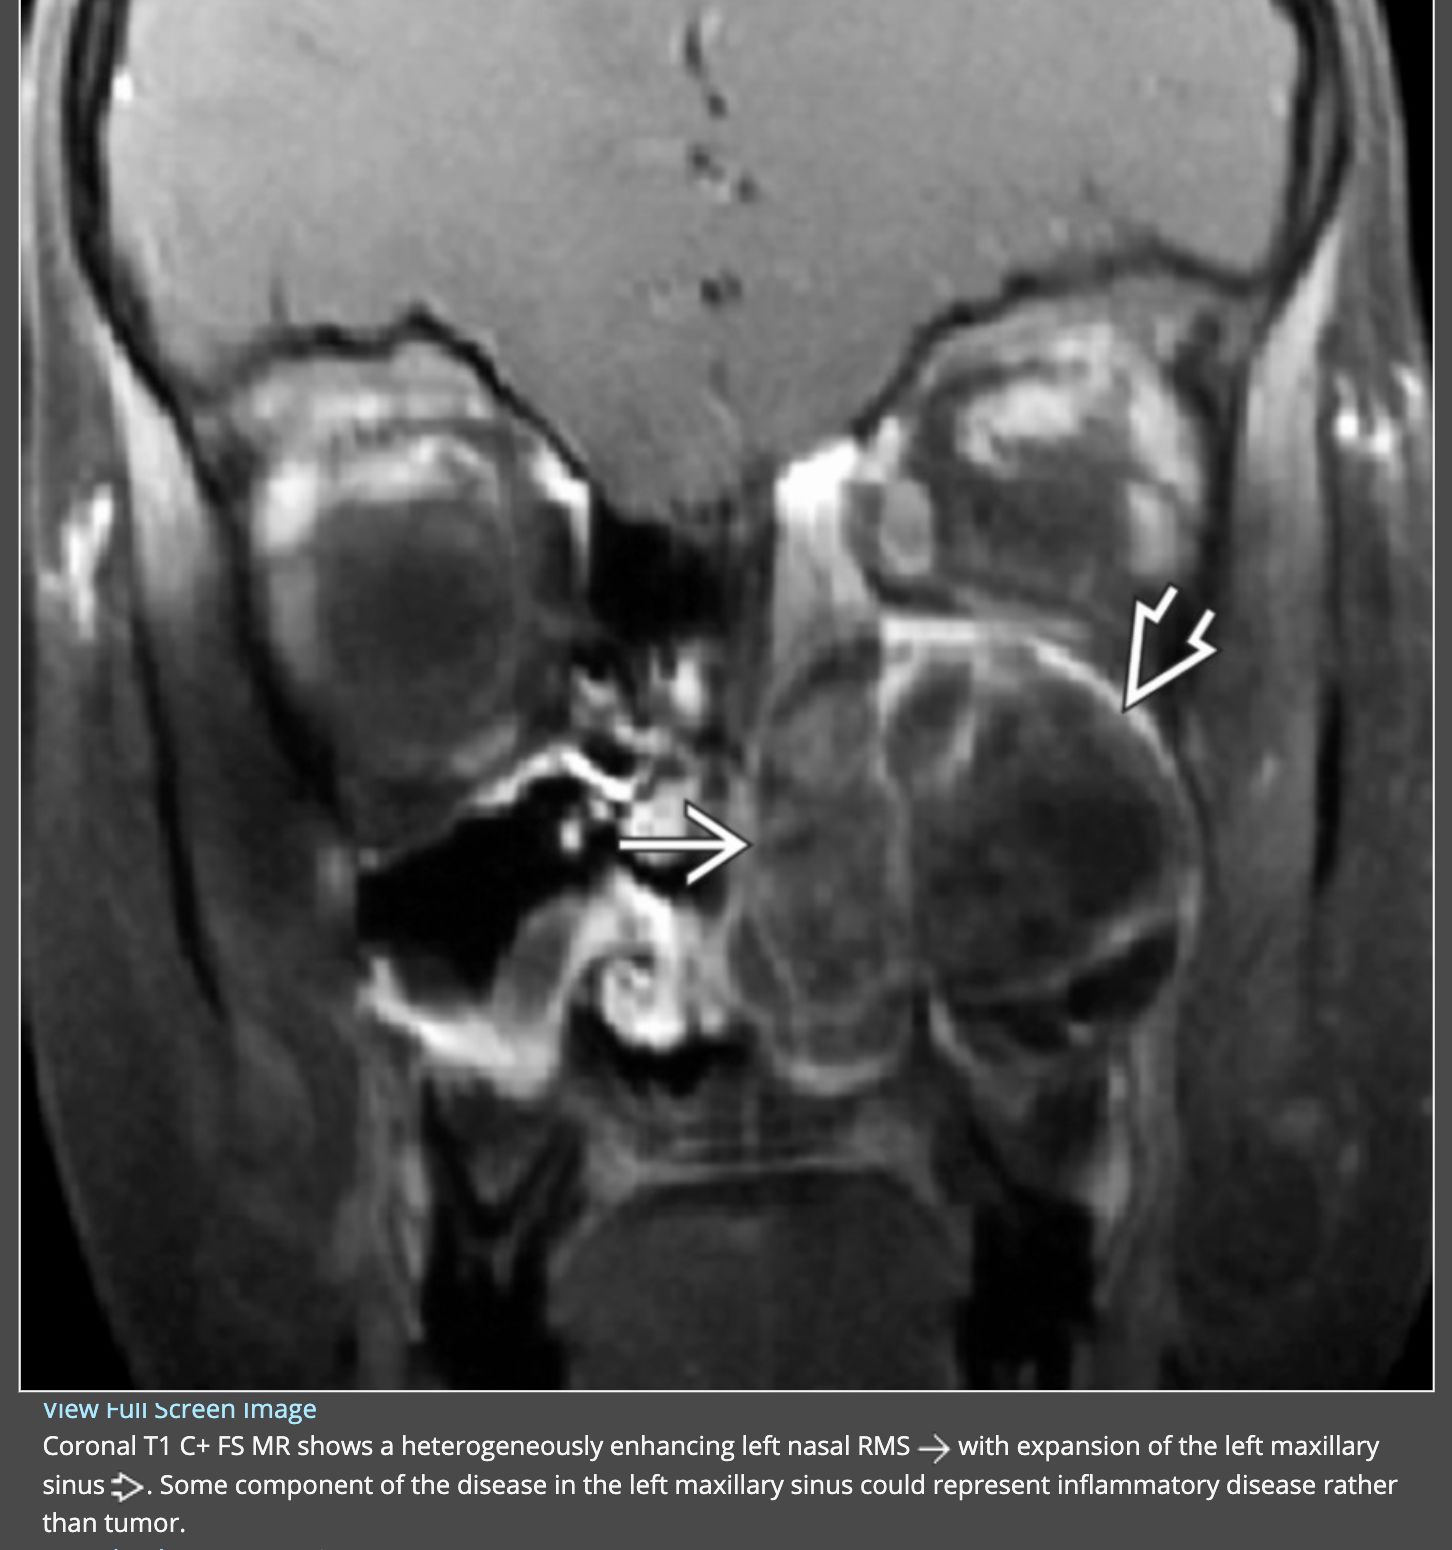 View Full Screen Image
Coronal T1 C+ FS MR shows a heterogeneously enhancing left nasal RMS with expansion of the left maxillary
sinus . Some component of the disease in the left maxillary sinus could represent inflammatory disease rather
than tumor.